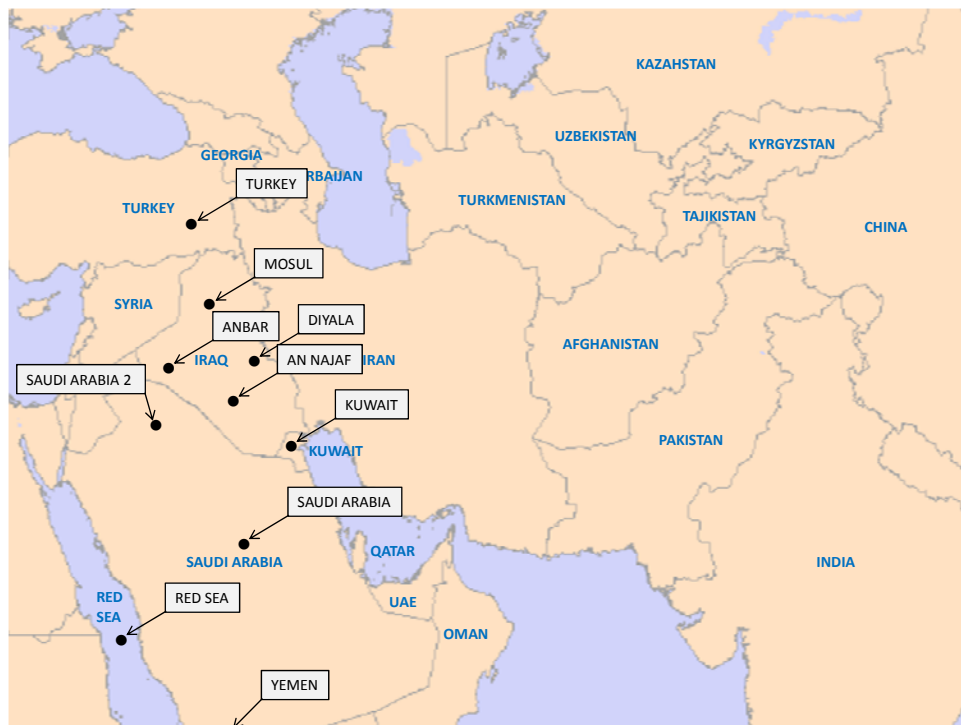 KAZAHSTAN
UZBEKISTAN
KYRGYZSTAN
GEORGIA
RBAIJAN
TURKEY
TURKEY
TURKMENISTAN
TAJIKISTAN
CHINA
MOSUL
SYRIA
ANBAR
DIYALA
IRAQ
AN NAJAF
IRAN
AFGHANISTAN
SAUDI ARABIA 2
KUWAIT
KUWAIT
PAKISTAN
SAUDI ARABIA
SAUDI ARABIA
QATAR
INDIA
RED
SEA
RED SEA
UAE
OMAN
YEMEN